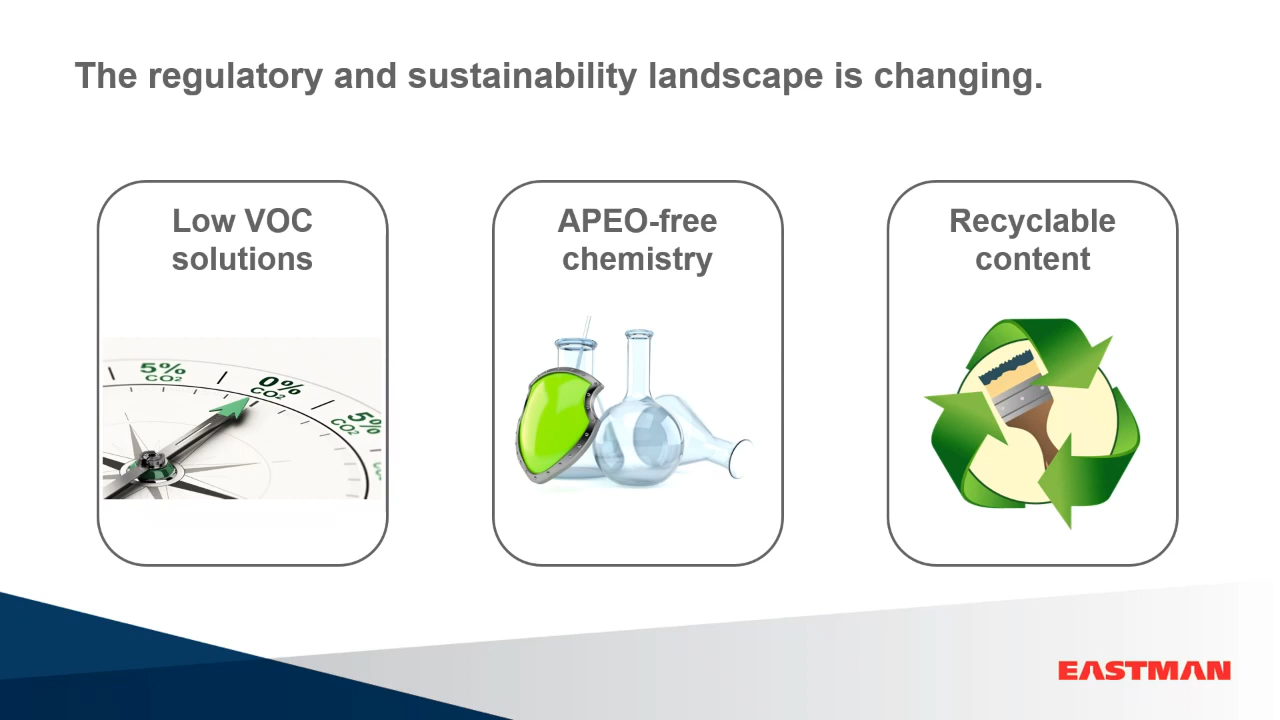 The regulatory and sustainability landscape is changing.
Low VOC
solutions
APEO-free
chemistry
Recyclable
content
5%
CO2
0%
CO2
5%
CO2
EASTMAN